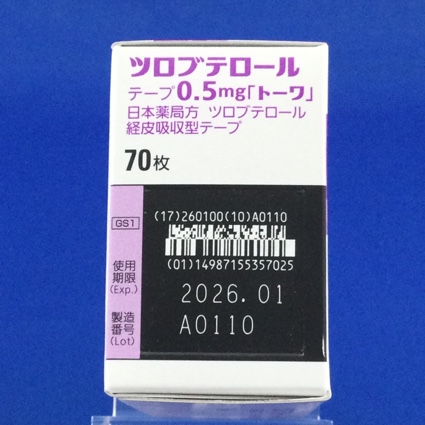 ツロブテロール
テープ0.5mg「トーワ」
日本薬局方 ツロブテロール
経皮吸収型テープ
70枚
(17)260100(10)A0110
GS1
(01)14987155357025
使用
期限
(Exp.)
2026.01
製造
番号
(Lot)
A0110